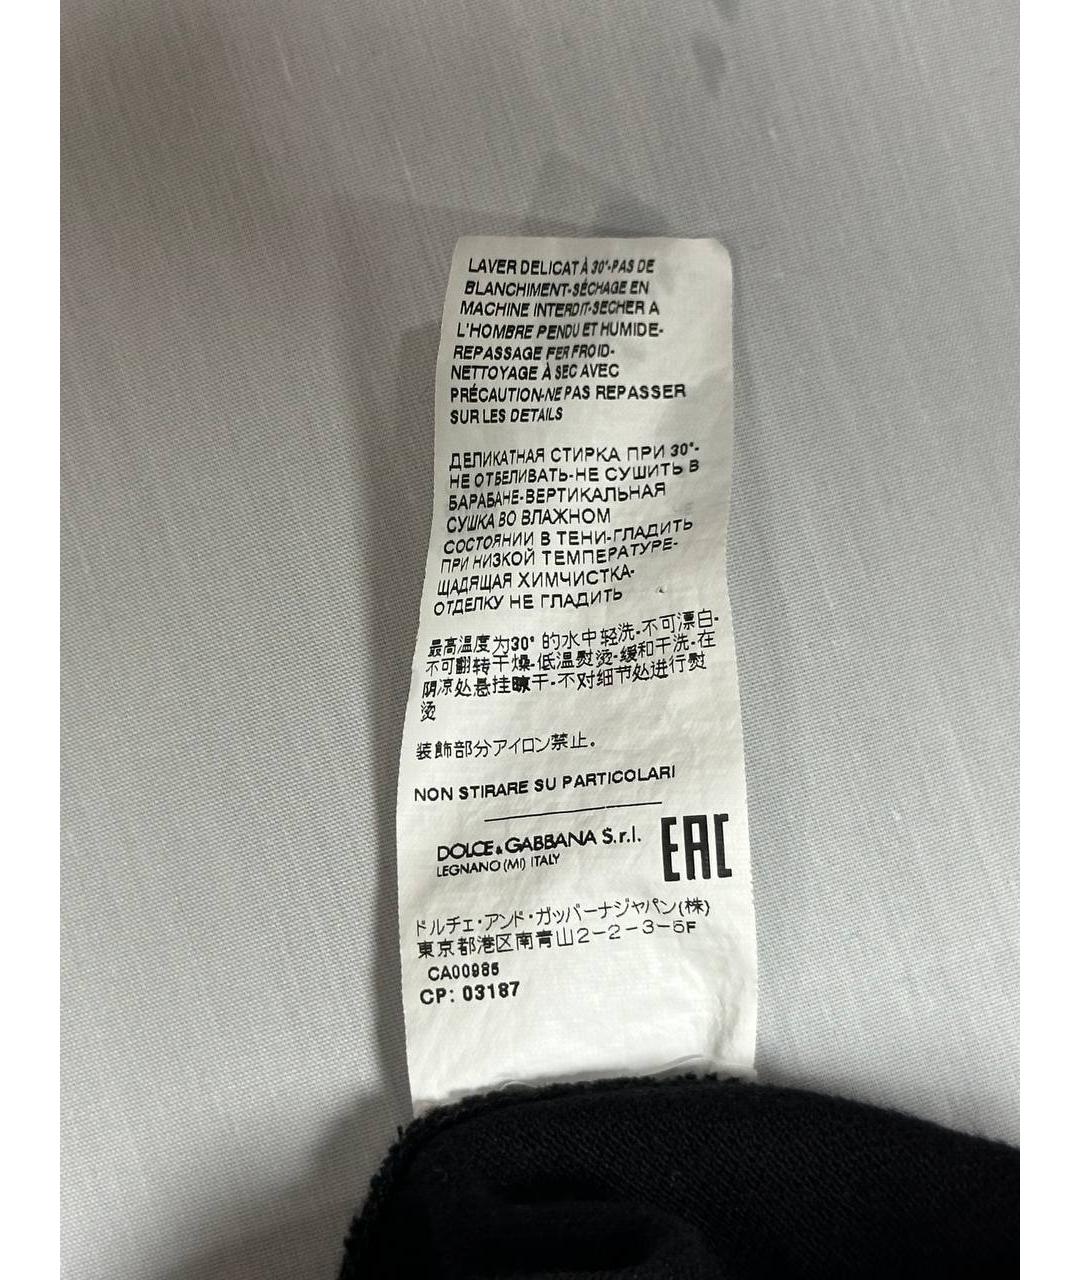 LAVER DELICAT À 30°-PAS DE
BLANCHIMENT-SÉCHAGE EN
MACHINE INTERDIT-SECHER A
L'HOMBRE PENDU ET HUMIDE-
REPASSAGE FER FROID-
NETTOYAGE À SEC AVEC
PRÉCAUTION-NE PAS REPASSER
SUR LES DETAILS
ДЕЛИКАТНАЯ СТИРКА ПРИ 30°-
НЕ ОТБЕЛИВАТЬ-НЕ СУШИТЬ В
БАРАБАНЕ-ВЕРТИКАЛЬНАЯ
СУШКА ВО ВЛАЖНОМ
СОСТОЯНИИ В ТЕНИ-ГЛАДИТЬ
ПРИ НИЗКОЙ ТЕМПЕРАТУРЕ-
ЩАДЯЩАЯ ХИМЧИСТКА-
ОТДЕЛКУ НЕ ГЛАДИТЬ
最高温度为30° 的水中轻洗-不可漂白-
不可翻转干燥-低温熨烫-缓和干洗-在
阴凉处悬挂晾干-不对细节处进行熨
烫
装飾部分アイロン禁止。
NON STIRARE SU PARTICOLARI
DOLCE & GABBANA S.r.l.
LEGNANO (MI) ITALY
EAC
ドルチェ・アンド・ガッバーナジャパン(株)
東京都港区南青山2-2-3-5F
CA00985
CP: 03187